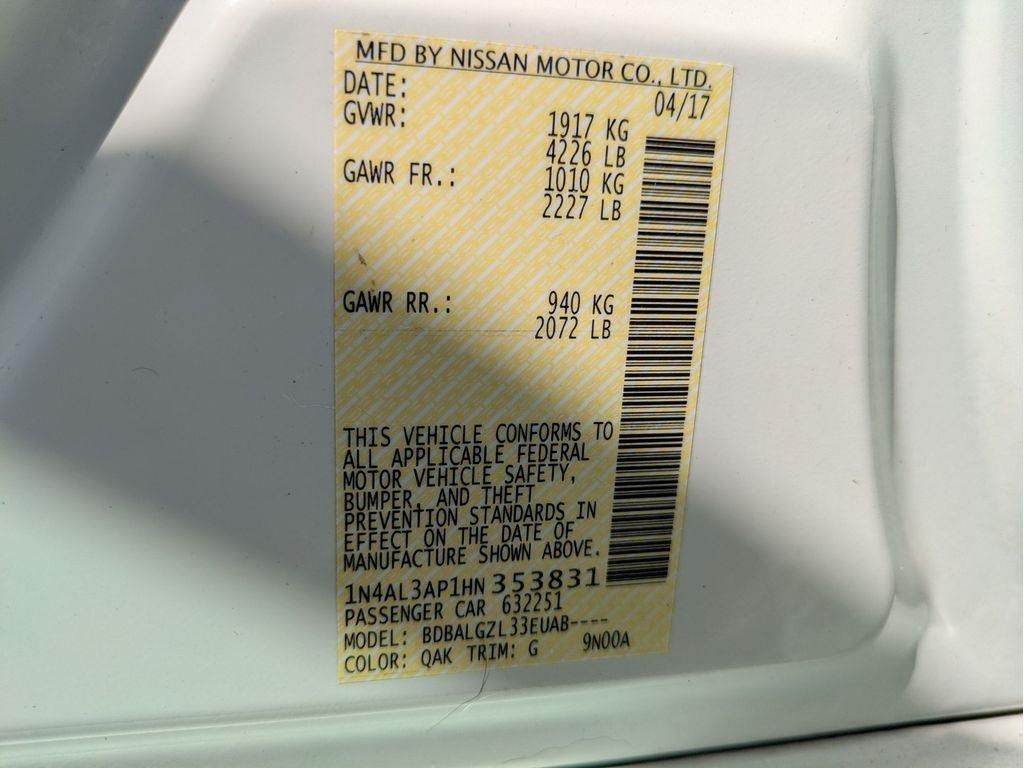 MFD BY NISSAN MOTOR CO., LTD.
DATE: 04/17
GVWR: 1917 KG
4226 LB
GAWR FR.: 1010 KG
2227 LB
GAWR RR.: 940 KG
2072 LB
THIS VEHICLE CONFORMS TO
ALL APPLICABLE FEDERAL
MOTOR VEHICLE SAFETY,
BUMPER, AND THEFT
PREVENTION STANDARDS IN
EFFECT ON THE DATE OF
MANUFACTURE SHOWN ABOVE.
1N4AL3AP1HN353831
PASSENGER CAR 632251
MODEL: BDBALGZL33EUAB----
COLOR: QAK TRIM: G 9N00A